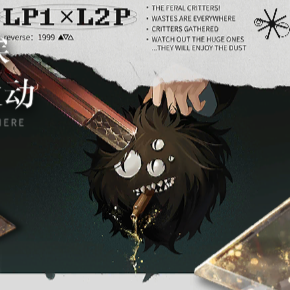 LP1×L2P
reverse: 1999
• THE FERAL CRITTERS!
• WASTES ARE EVERYWHERE
• CRITTERS GATHERED
• WATCH OUT THE HUGE ONES
...THEY WILL ENJOY THE DUST
动
HERE